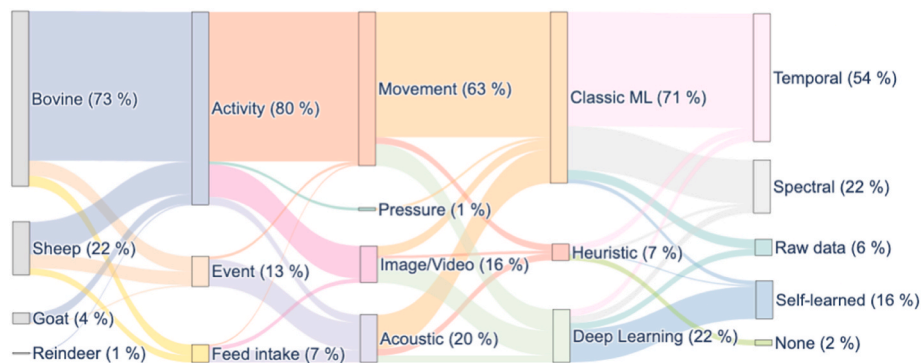 Bovine (73 %)
Sheep (22 %)
Goat (4 %)
Reindeer (1 %)
Activity (80 %)
Event (13 %)
Feed intake (7 %)
Movement (63 %)
Pressure (1 %)
Image/Video (16 %)
Acoustic (20 %)
Classic ML (71 %)
Heuristic (7 %)
Deep Learning (22 %)
Temporal (54 %)
Spectral (22 %)
Raw data (6 %)
Self-learned (16 %)
None (2 %)